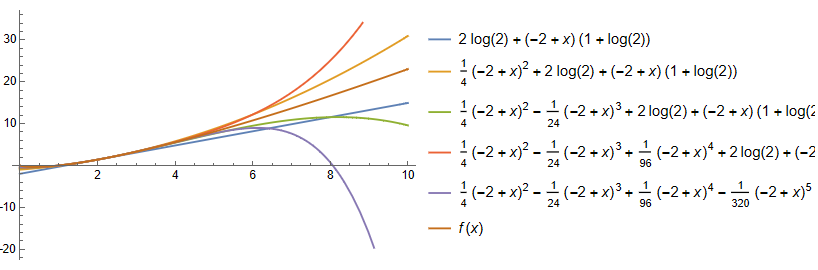 30
20
10
-10
-20
2
4
6
8
10
2 log(2) + (−2 + x) (1 + log(2))
1/4 (−2 + x)^2 + 2 log(2) + (−2 + x) (1 + log(2))
1/4 (−2 + x)^2 − 1/24 (−2 + x)^3 + 2 log(2) + (−2 + x) (1 + log(2
1/4 (−2 + x)^2 − 1/24 (−2 + x)^3 + 1/96 (−2 + x)^4 + 2 log(2) + (−2
1/4 (−2 + x)^2 − 1/24 (−2 + x)^3 + 1/96 (−2 + x)^4 − 1/320 (−2 + x)^5
f(x)